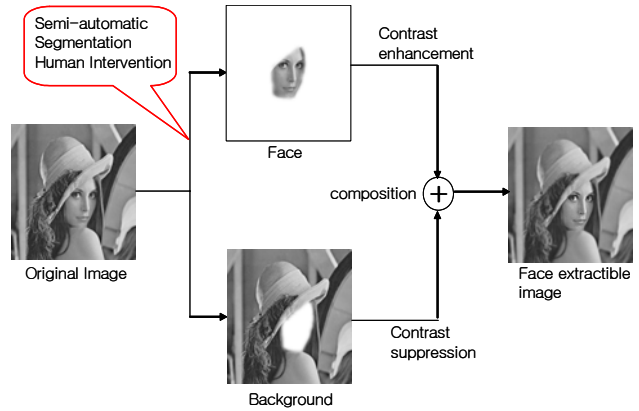 Semi-automatic
Segmentation
Human Intervention
Contrast
enhancement
Face
composition
+
Original Image
Face extractible
image
Contrast
suppression
Background